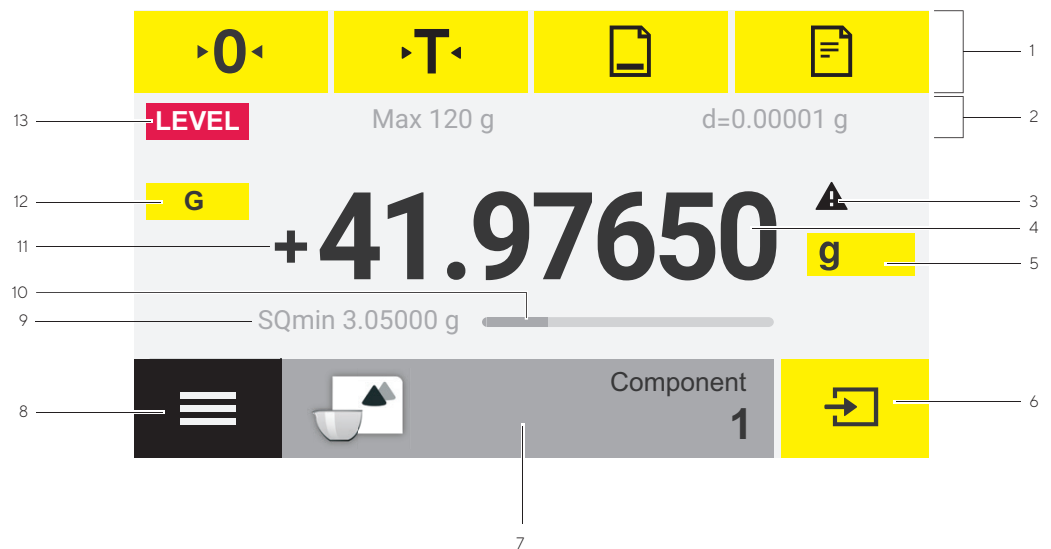 0 T
1
LEVEL Max 120 g d=0.00001 g
13 2
12 G 3
+41.97650 4
11 g 5
10
9 SQmin 3.05000 g
Component
8 1 6
7